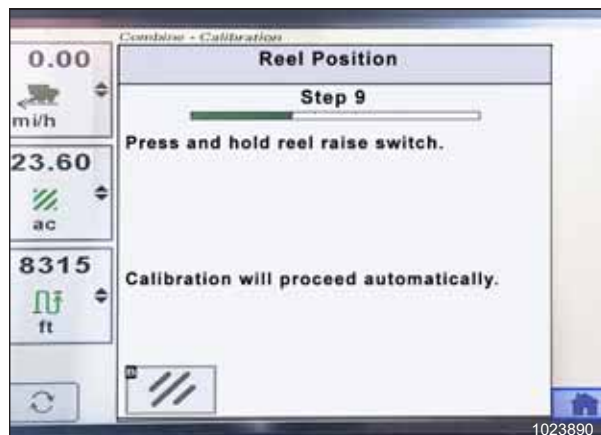 Combine - Calibration
0.00
mi/h
23.60
ac
8315
ft
Reel Position
Step 9
Press and hold reel raise switch.
Calibration will proceed automatically.
1023890